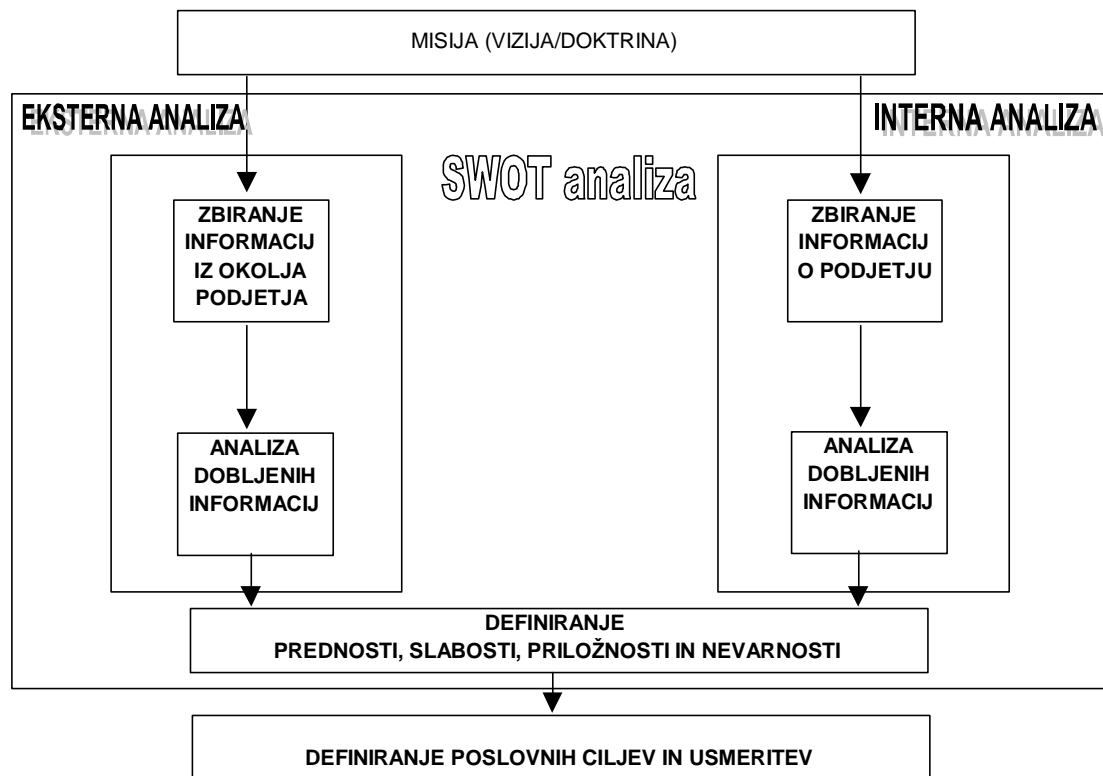 MISIJA (VIZIJA/DOKTRINA)
EKSTERNA ANALIZA
INTERNA ANALIZA
SWOT analiza
ZBIRANJE
INFORMACIJ
IZ OKOLJA
PODJETJA
ZBIRANJE
INFORMACIJ
O PODJETJU
ANALIZA
DOBLJENIH
INFORMACIJ
ANALIZA
DOBLJENIH
INFORMACIJ
DEFINIRANJE
PREDNOSTI, SLABOSTI, PRILOŽNOSTI IN NEVARNOSTI
DEFINIRANJE POSLOVNIH CILJEV IN USMERITEV